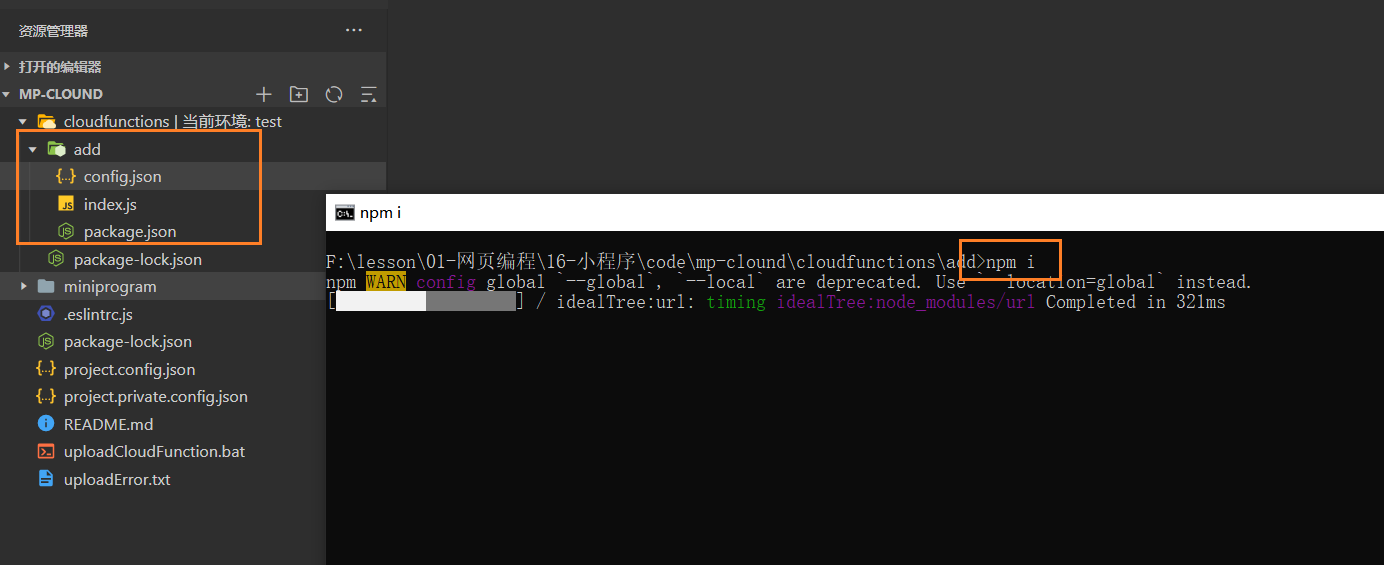 资源管理器 ···
打开的编辑器
MP-CLOUND
cloudfunctions | 当前环境: test
add
{..} config.json
JS index.js
package.json
package-lock.json
miniprogram
.eslintrc.js
package-lock.json
{..} project.config.json
{..} project.private.config.json
README.md
uploadCloudFunction.bat
uploadError.txt
C:\. npm i
F:\lesson\01-网页编程\16-小程序\code\mp-clound\cloudfunctions\add>npm i
npm WARN config global `--global`, `--local` are deprecated. Use `--location=global` instead.
[ ] / idealTree:url: timing idealTree:node_modules/url Completed in 321ms